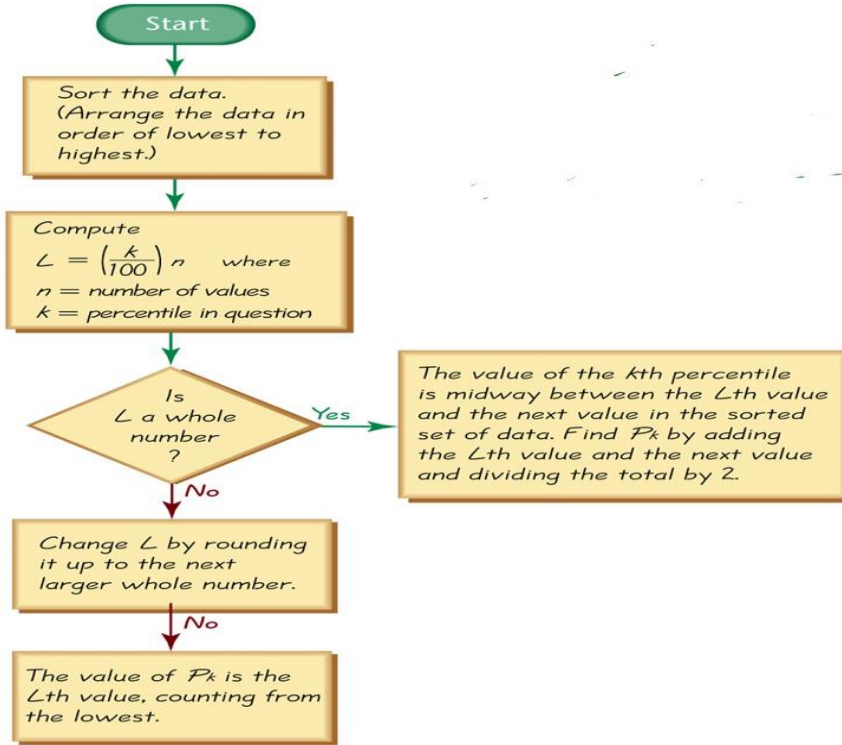 Start
Sort the data.
(Arrange the data in
order of lowest to
highest.)
Compute
L = (k/100) n where
n = number of values
k = percentile in question
Is
L a whole
number
?
Yes
The value of the kth percentile
is midway between the Lth value
and the next value in the sorted
set of data. Find Pk by adding
the Lth value and the next value
and dividing the total by 2.
No
Change L by rounding
it up to the next
larger whole number.
No
The value of Pk is the
Lth value, counting from
the lowest.